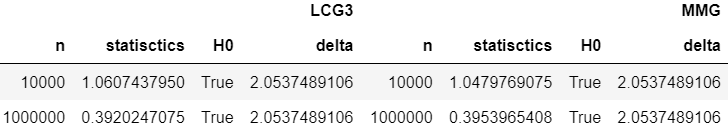 LCG3 MMG
n statisctics H0 delta n statisctics H0 delta
10000 1.0607437950 True 2.0537489106 10000 1.0479769075 True 2.0537489106
1000000 0.3920247075 True 2.0537489106 1000000 0.3953965408 True 2.0537489106